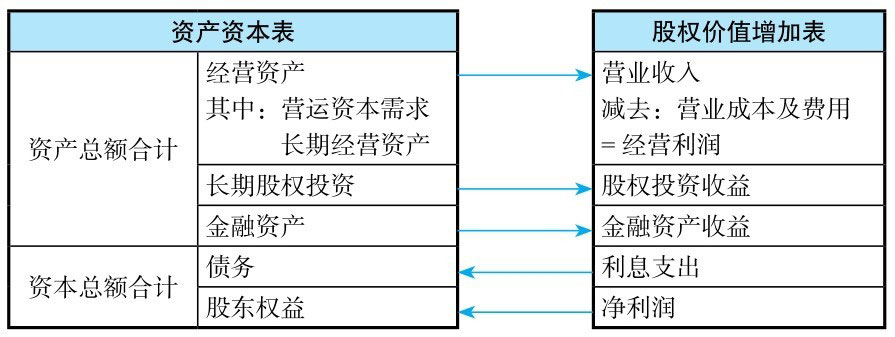 资产资本表
资产总额合计
经营资产
其中：营运资本需求
长期经营资产
长期股权投资
金融资产
资本总额合计
债务
股东权益
股权价值增加表
营业收入
减去：营业成本及费用
= 经营利润
股权投资收益
金融资产收益
利息支出
净利润